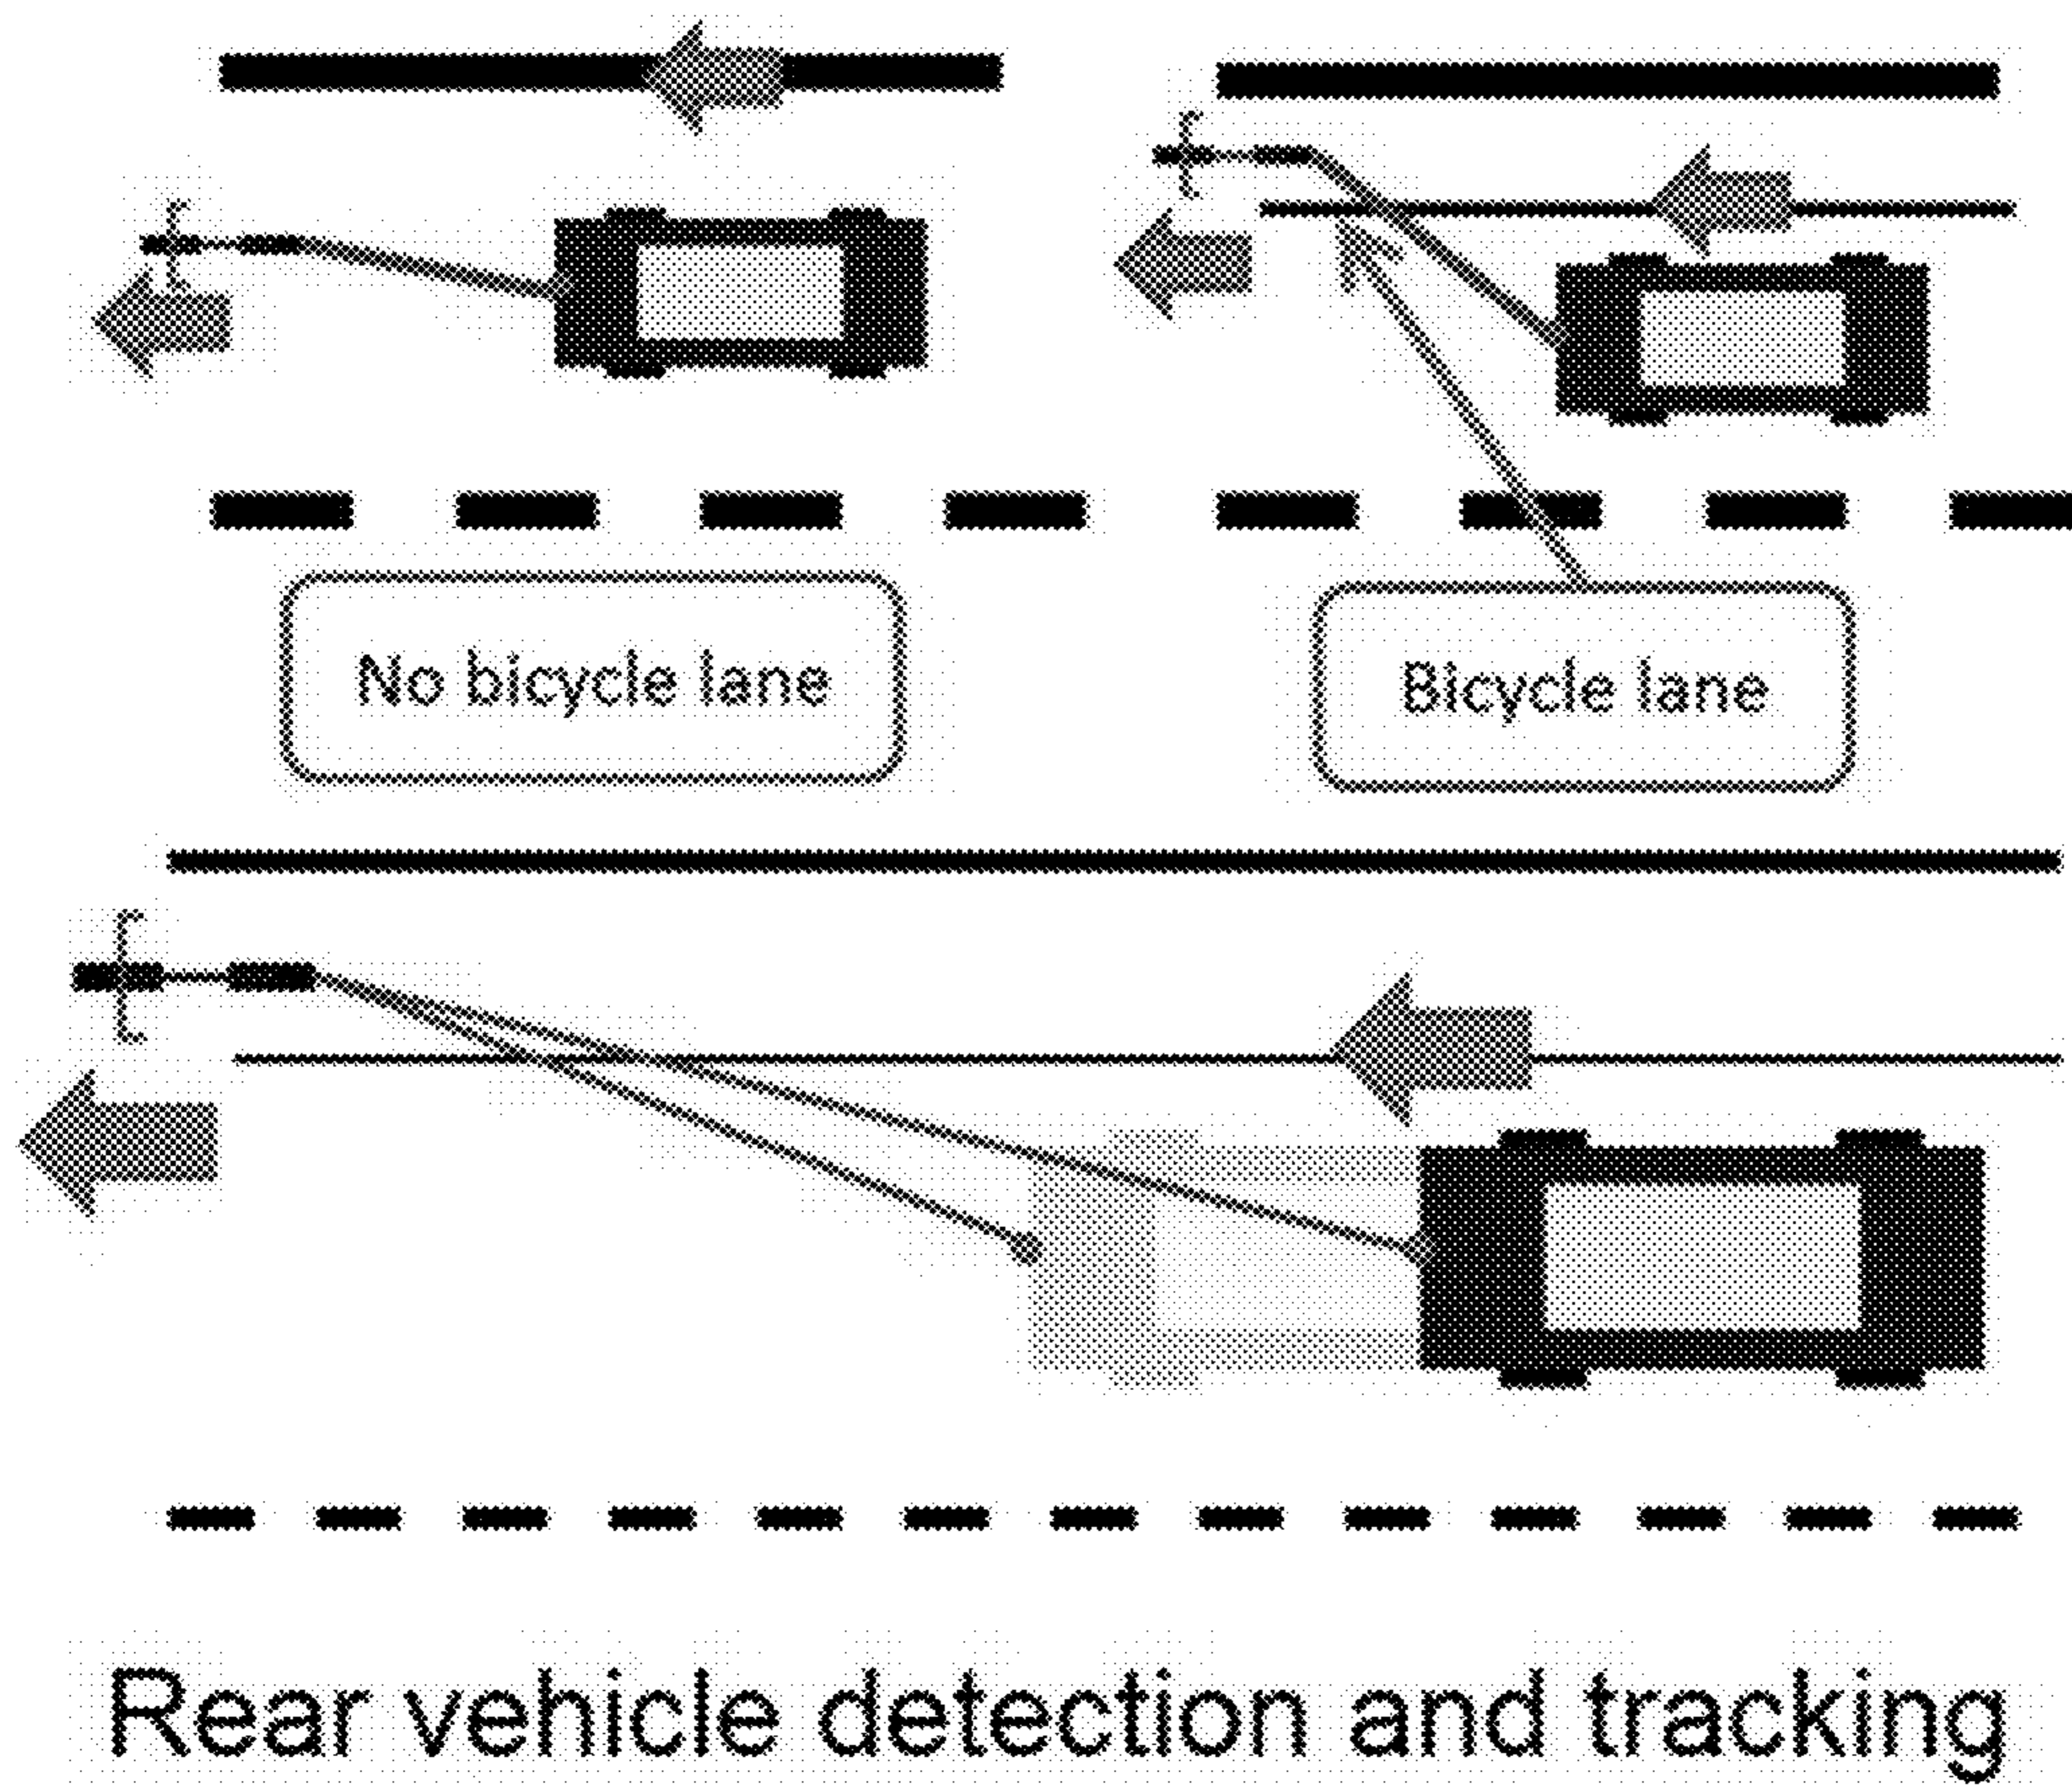 No bicycle lane
Bicycle lane
Rear vehicle detection and tracking